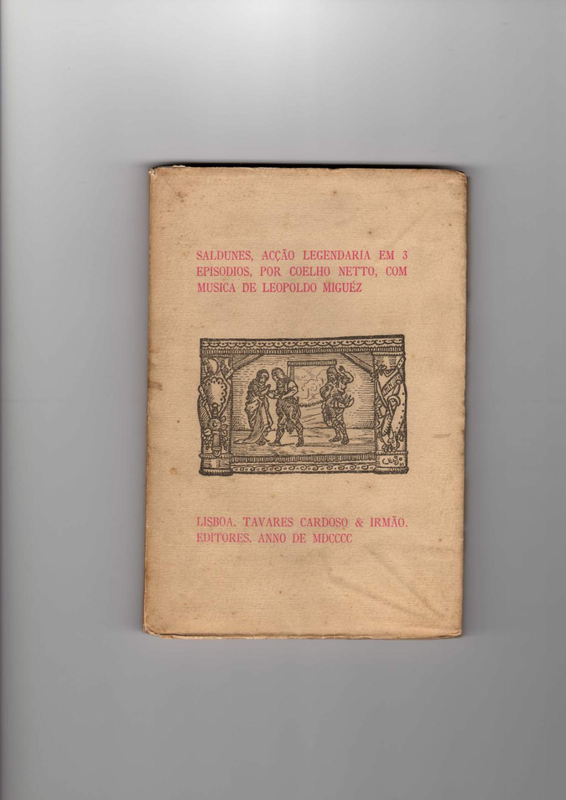 SALDUNES, ACÇÃO LEGENDARIA EM 3
EPISODIOS, POR COELHO NETTO, COM
MUSICA DE LEOPOLDO MIGUÉZ
LISBOA. TAVARES CARDOSO & IRMÃO.
EDITORES. ANNO DE MDCCCC